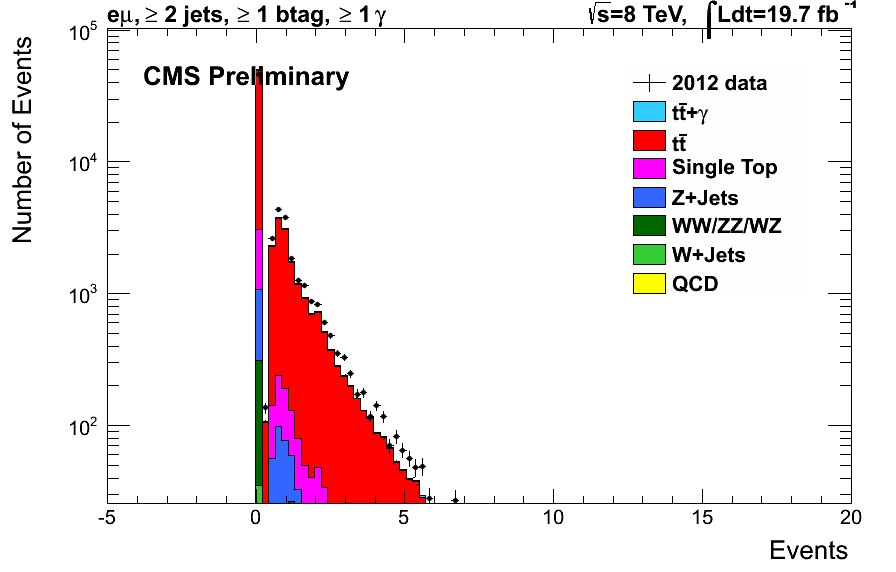 eμ, ≥ 2 jets, ≥ 1 btag, ≥ 1 γ
√s=8 TeV, ∫Ldt=19.7 fb⁻¹
CMS Preliminary
Number of Events
10⁵
10⁴
10³
10²
2012 data
tt̄+γ
tt̄
Single Top
Z+Jets
WW/ZZ/WZ
W+Jets
QCD
-5 0 5 10 15 20
Events